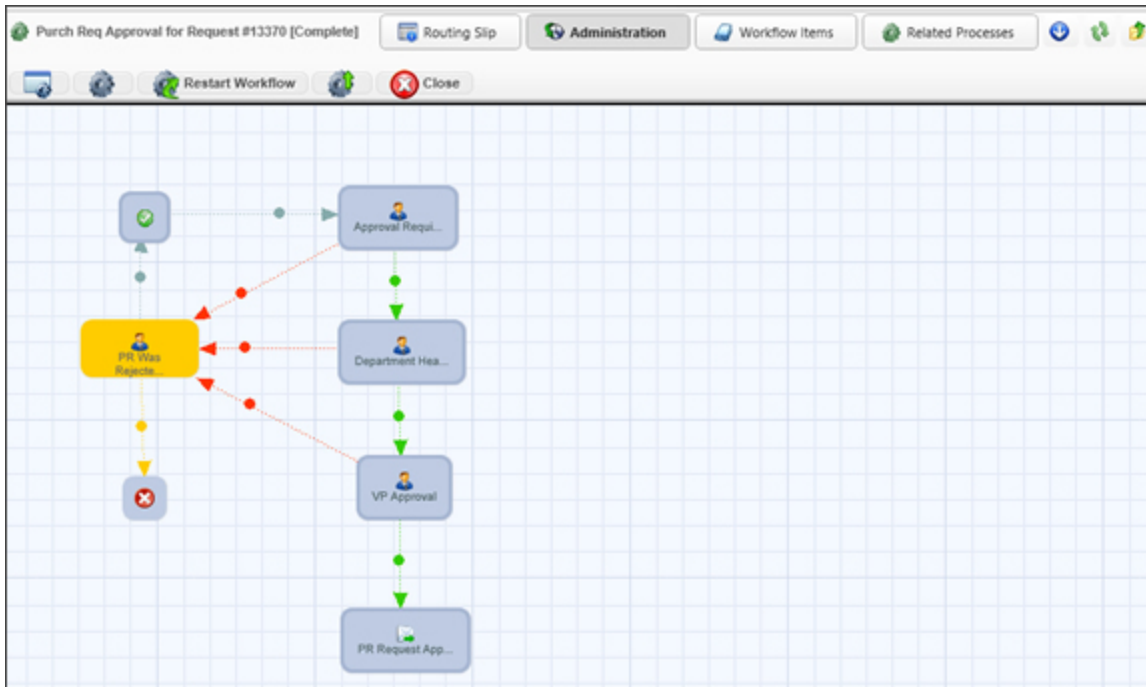 Purch Req Approval for Request #13370 [Complete]
Routing Slip
Administration
Workflow Items
Related Processes
Restart Workflow
Close
Approval Requi...
PR Was
Rejecte...
Department Hea...
VP Approval
PR Request App...